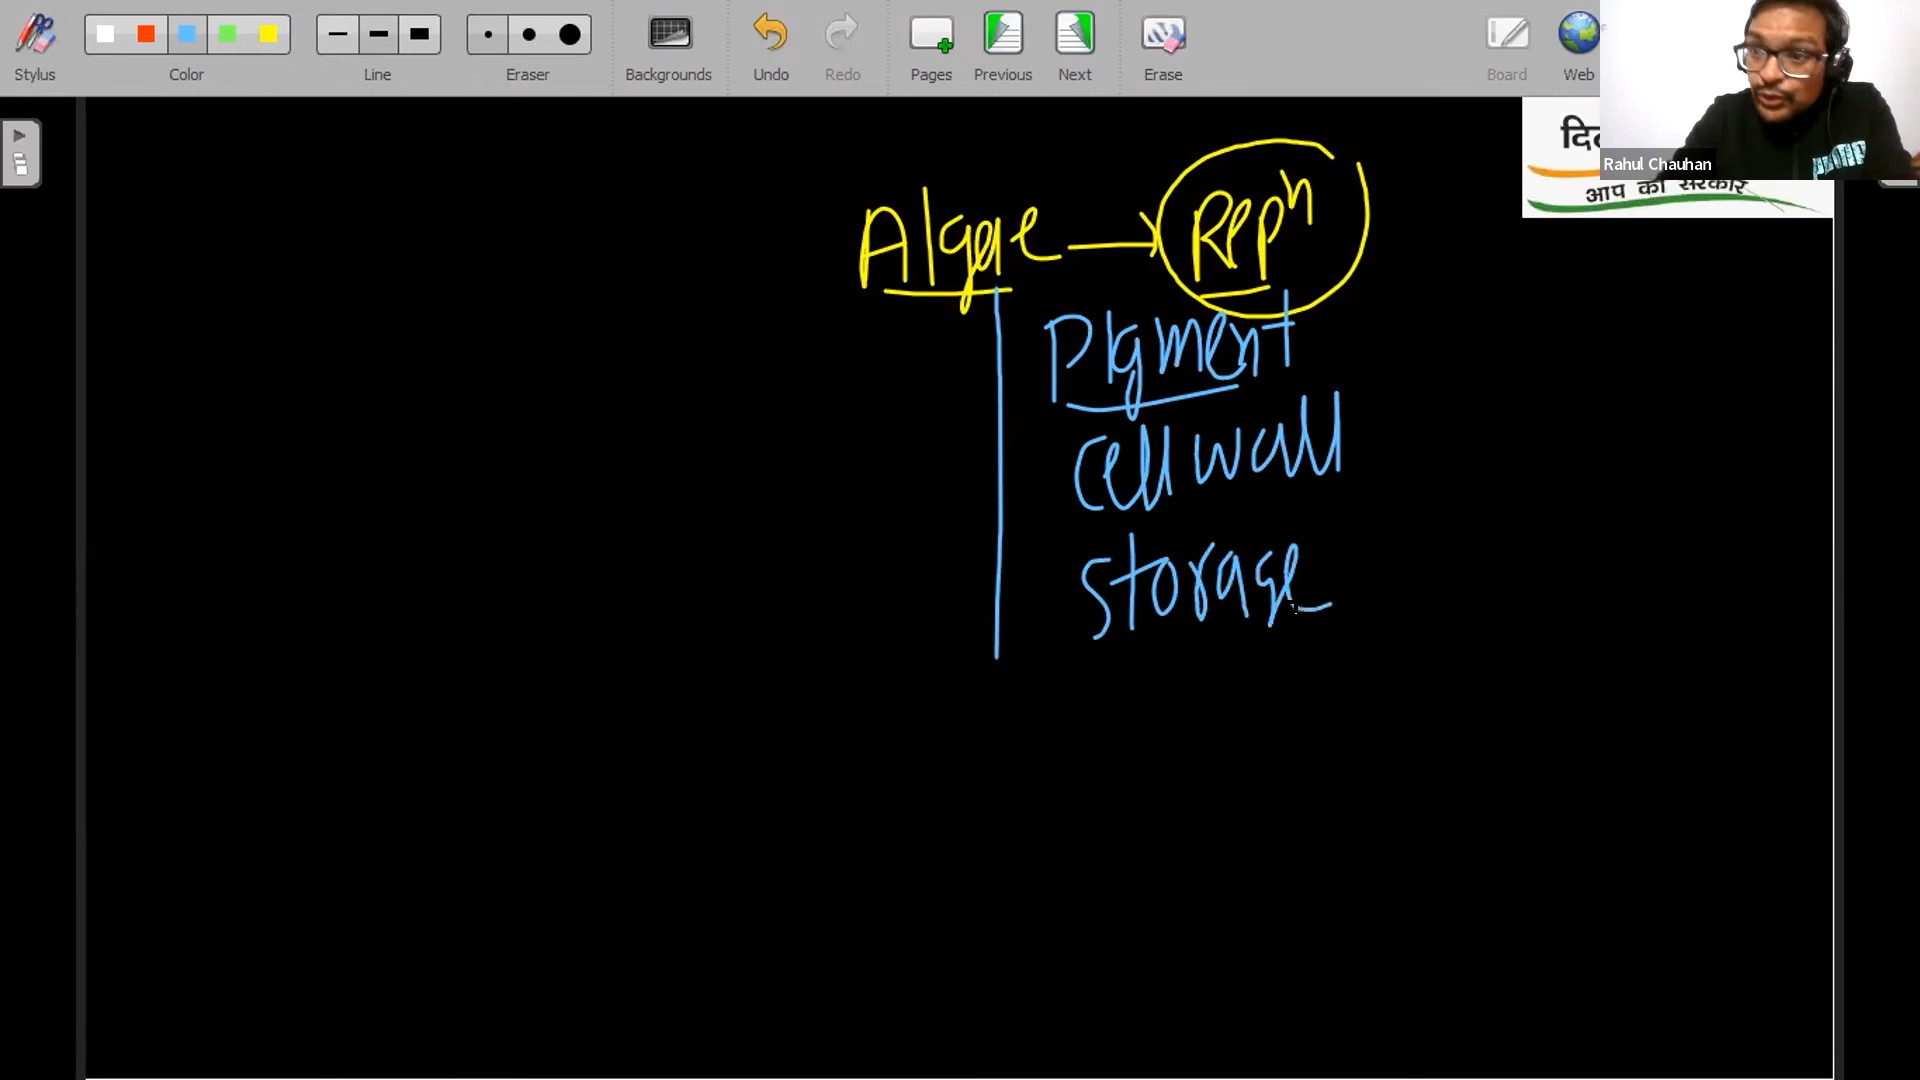 Stylus Color Line Eraser Backgrounds Undo Redo Pages Previous Next Erase Board Web
Rahul Chauhan
आप की सरकार
Algae → Repⁿ
Pigment
Cell wall
Storage